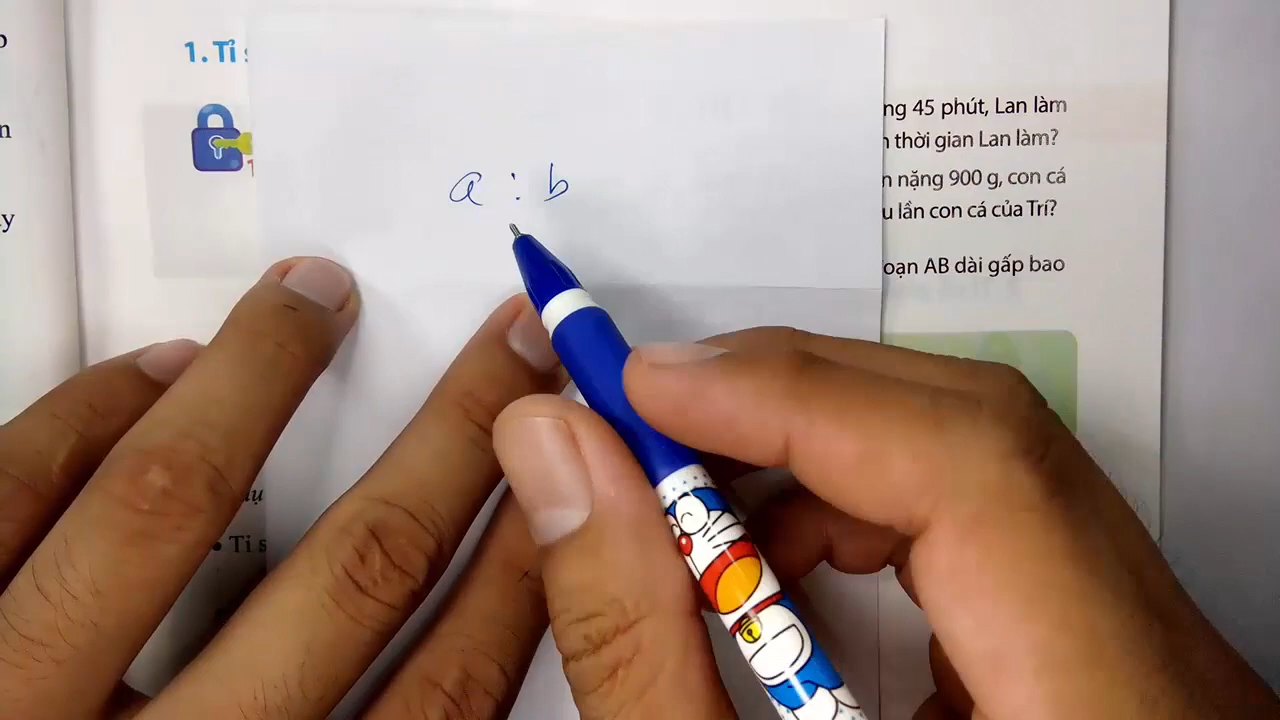 1. Tỉ s
a : b
ng 45 phút, Lan làm
thời gian Lan làm?
nặng 900 g, con cá
u lần con cá của Trí?
oạn AB dài gấp bao
• Tỉ s